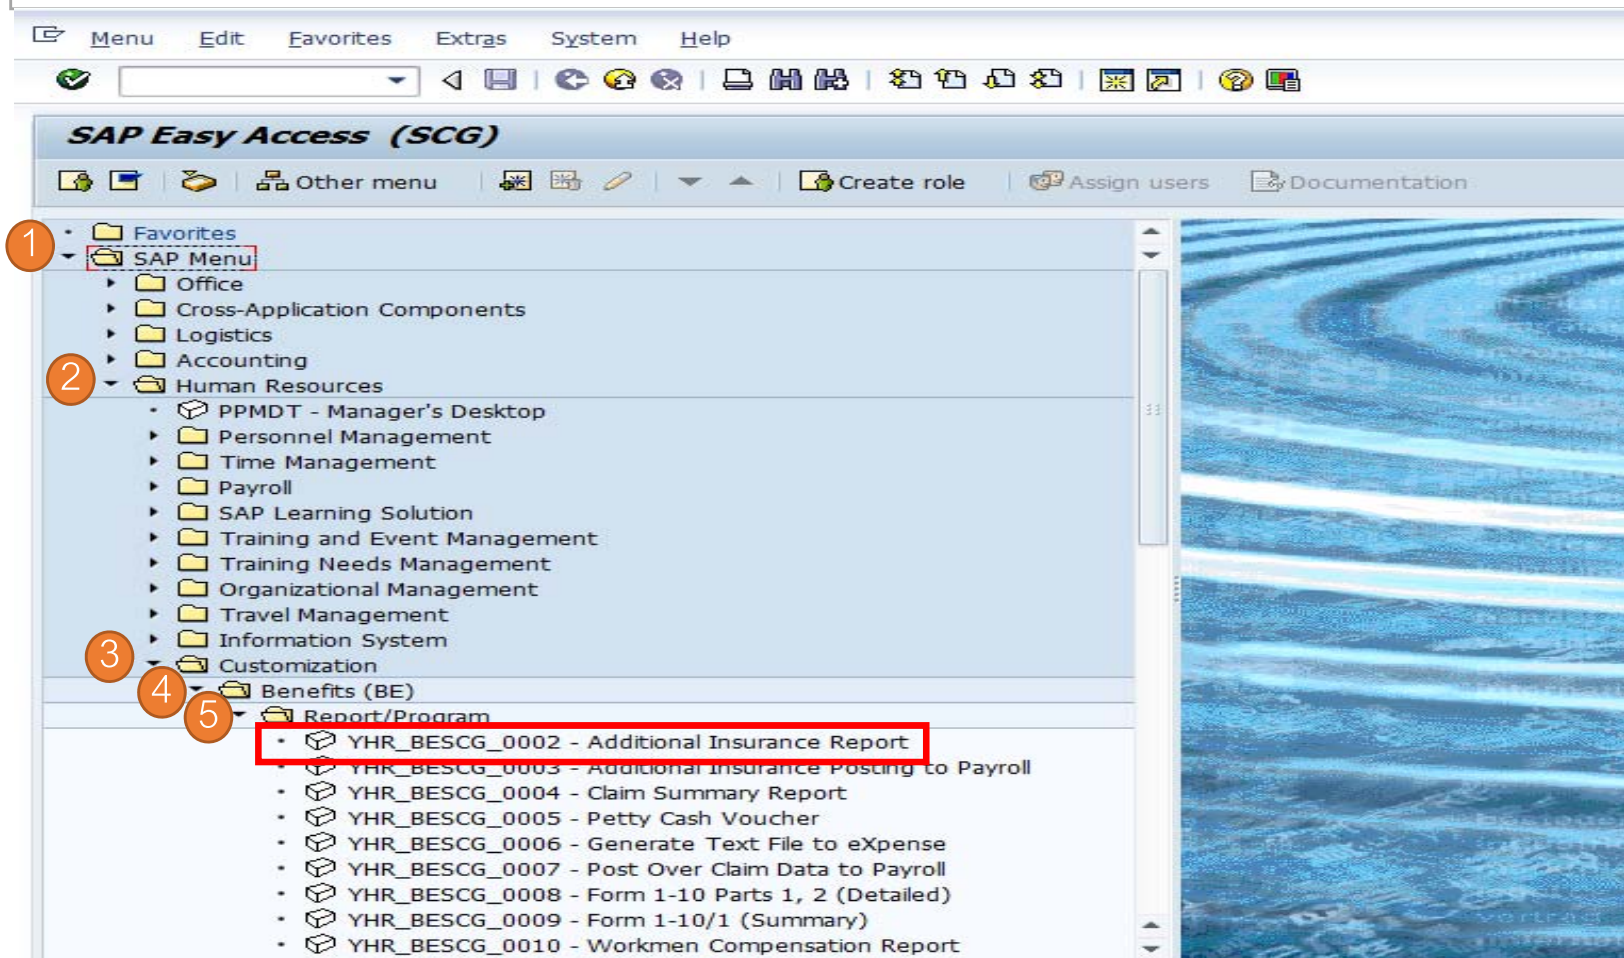 Menu Edit Favorites Extras System Help
SAP Easy Access (SCG)
Other menu Create role Assign users Documentation
Favorites
1
SAP Menu
Office
Cross-Application Components
Logistics
Accounting
2 Human Resources
PPMDT - Manager's Desktop
Personnel Management
Time Management
Payroll
SAP Learning Solution
Training and Event Management
Training Needs Management
Organizational Management
Travel Management
Information System
3 Customization
4 Benefits (BE)
5 Report/Program
YHR_BESCG_0002 - Additional Insurance Report
YHR_BESCG_0003 - Additional Insurance Posting to Payroll
YHR_BESCG_0004 - Claim Summary Report
YHR_BESCG_0005 - Petty Cash Voucher
YHR_BESCG_0006 - Generate Text File to eXpense
YHR_BESCG_0007 - Post Over Claim Data to Payroll
YHR_BESCG_0008 - Form 1-10 Parts 1, 2 (Detailed)
YHR_BESCG_0009 - Form 1-10/1 (Summary)
YHR_BESCG_0010 - Workmen Compensation Report